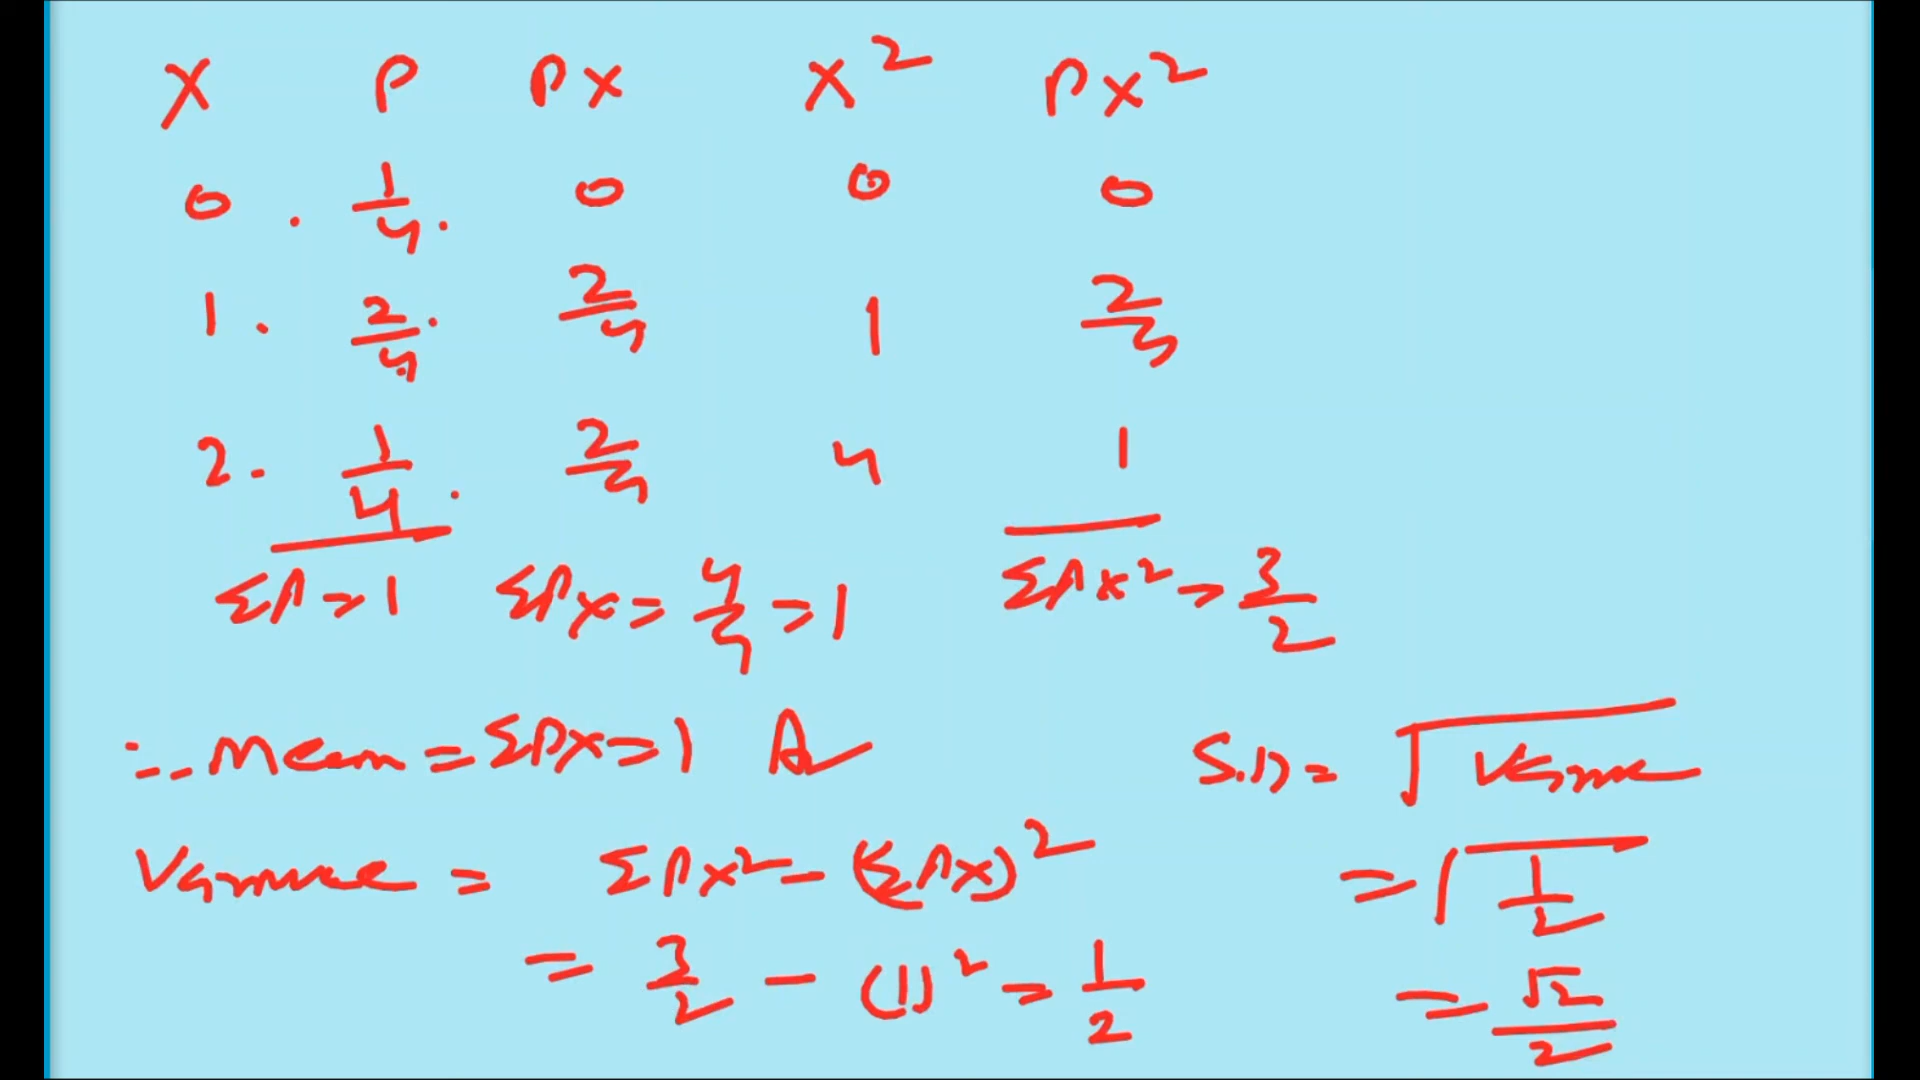 X P PX X² PX²
0 . 1/4 . 0 0 0
1 . 2/4 . 2/4 1 2/4
2 . 1/4 . 2/4 4 1
ΣP = 1 ΣPX = 4/4 = 1 ΣPX² = 3/2
∴ Mean = ΣPX = 1 S.D = √Variance
Variance = ΣPX² - (ΣPX)² = √1/2
= 3/2 - (1)² = 1/2 = √2/2